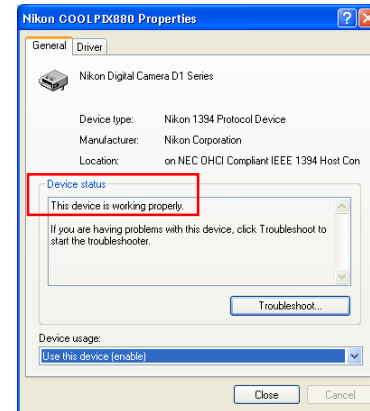 Nikon COOLPIX880 Properties
General Driver
Nikon Digital Camera D1 Series
Device type: Nikon 1394 Protocol Device
Manufacturer: Nikon Corporation
Location: on NEC OHCI Compliant IEEE 1394 Host Con
Device status
This device is working properly.
If you are having problems with this device, click Troubleshoot to
start the troubleshooter.
Troubleshoot...
Device usage:
Use this device (enable)
Close Cancel